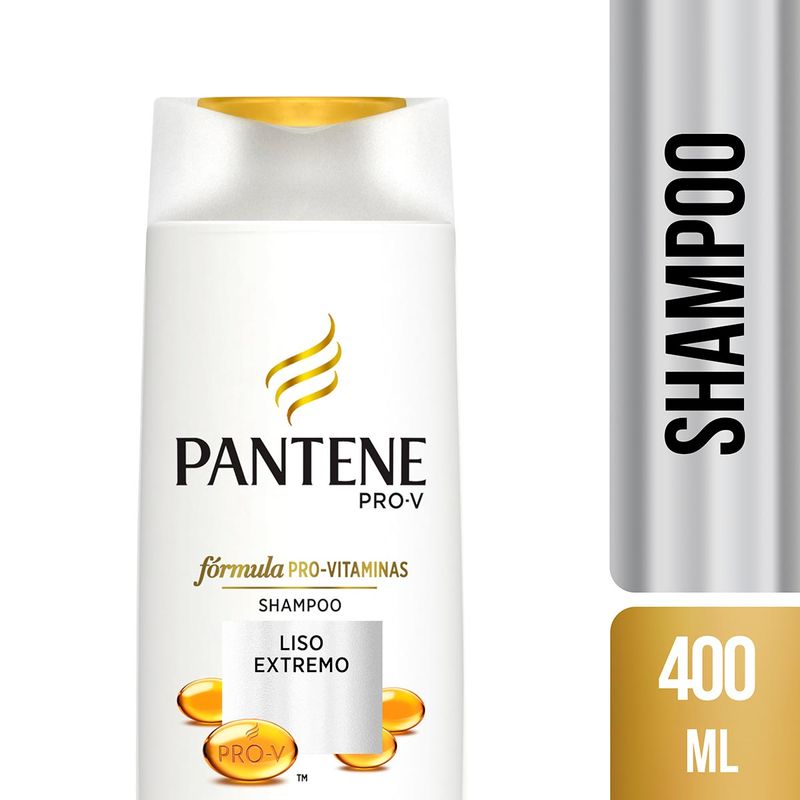 PANTENE
PRO-V
fórmula PRO-VITAMINAS
SHAMPOO
LISO
EXTREMO
PRO-V
TM
SHAMPOO
400
ML